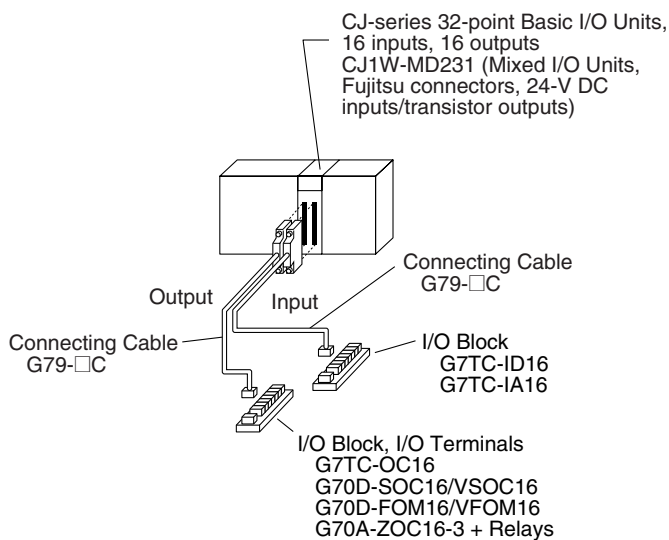 CJ-series 32-point Basic I/O Units,
16 inputs, 16 outputs
CJ1W-MD231 (Mixed I/O Units,
Fujitsu connectors, 24-V DC
inputs/transistor outputs)
Connecting Cable
G79-□C
Output
Input
Connecting Cable
G79-□C
I/O Block
G7TC-ID16
G7TC-IA16
I/O Block, I/O Terminals
G7TC-OC16
G70D-SOC16/VSOC16
G70D-FOM16/VFOM16
G70A-ZOC16-3 + Relays